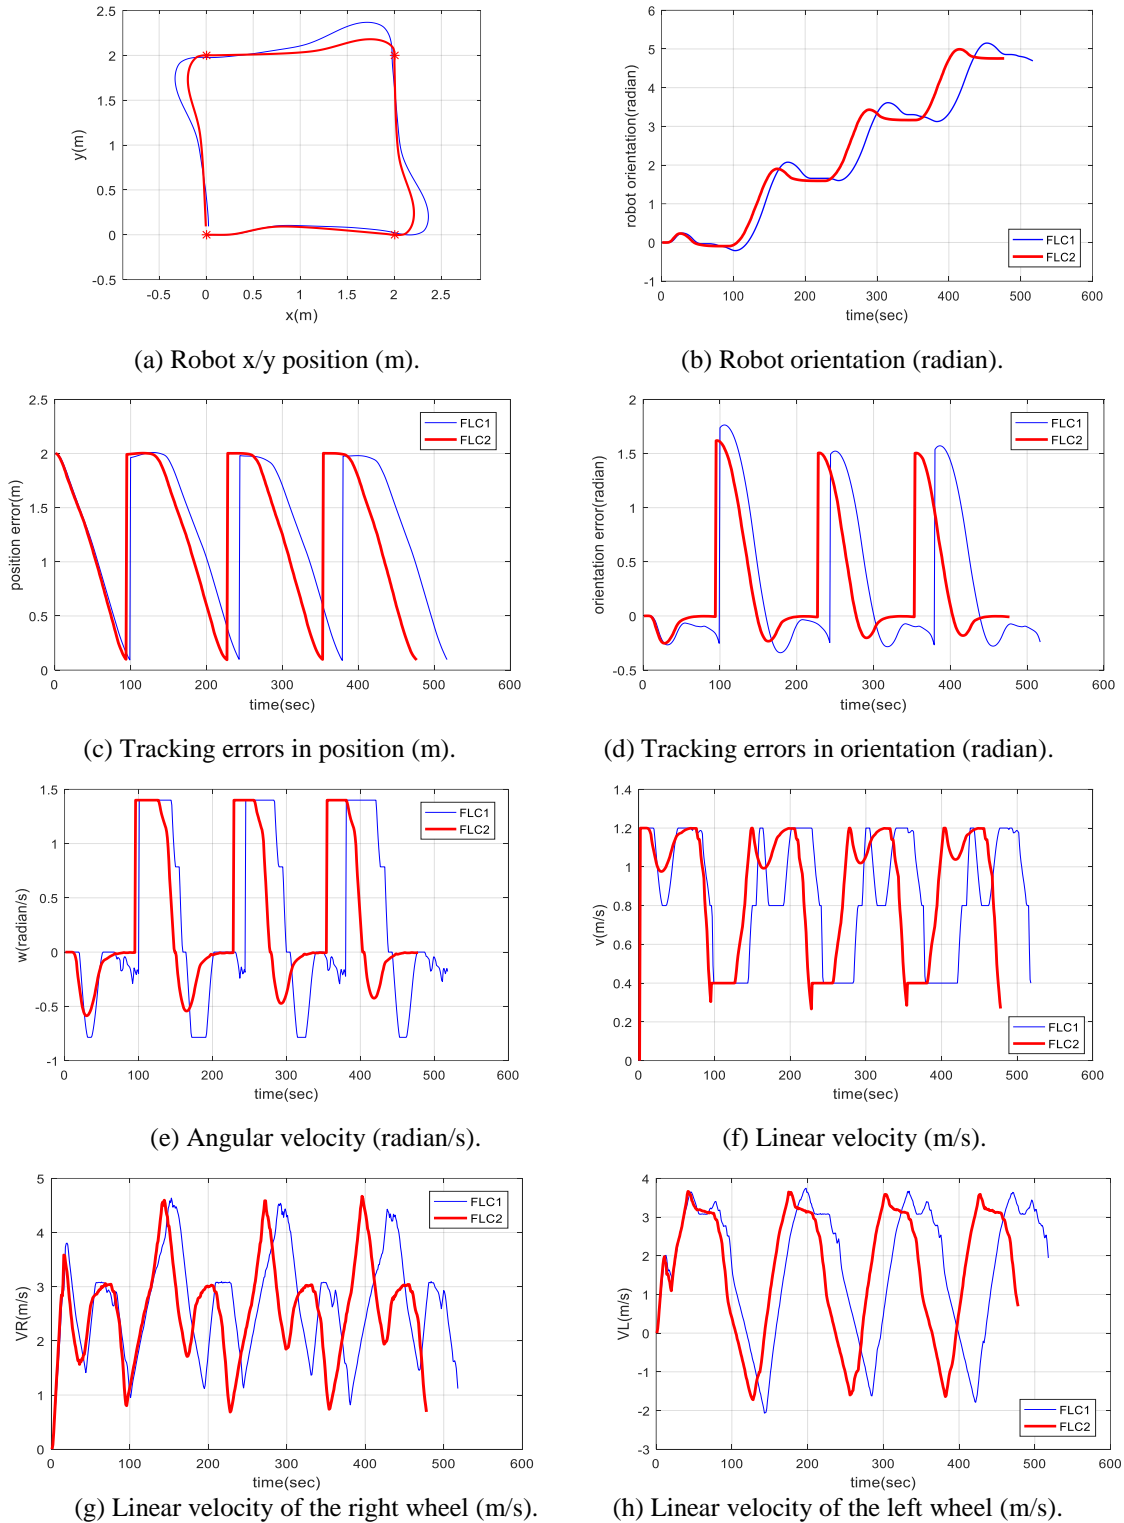 2.5
2
1.5
1
0.5
0
-0.5
-0.5 0 0.5 1 1.5 2 2.5
x(m)
y(m)
(a) Robot x/y position (m).
6
5
4
3
2
1
0
-1
0 100 200 300 400 500 600
time(sec)
robot orientation(radian)
FLC1
FLC2
(b) Robot orientation (radian).
2.5
2
1.5
1
0.5
0
0 100 200 300 400 500 600
time(sec)
position error(m)
FLC1
FLC2
(c) Tracking errors in position (m).
2
1.5
1
0.5
0
-0.5
0 100 200 300 400 500 600
time(sec)
orientation error(radian)
FLC1
FLC2
(d) Tracking errors in orientation (radian).
1.5
1
0.5
0
-0.5
-1
0 100 200 300 400 500 600
time(sec)
w(radian/s)
FLC1
FLC2
(e) Angular velocity (radian/s).
1.4
1.2
1
0.8
0.6
0.4
0.2
0
0 100 200 300 400 500 600
time(sec)
v(m/s)
FLC1
FLC2
(f) Linear velocity (m/s).
5
4
3
2
1
0
0 100 200 300 400 500 600
time(sec)
VR(m/s)
FLC1
FLC2
(g) Linear velocity of the right wheel (m/s).
4
3
2
1
0
-1
-2
-3
0 100 200 300 400 500 600
time(sec)
VL(m/s)
FLC1
FLC2
(h) Linear velocity of the left wheel (m/s).